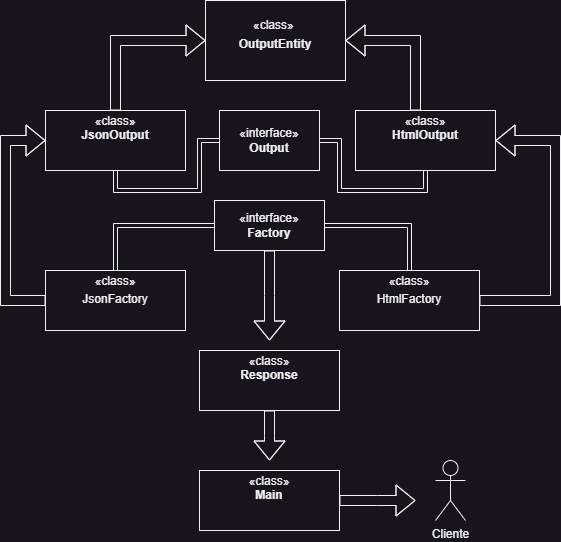 «class»
OutputEntity
«class»
JsonOutput
«interface»
Output
«class»
HtmlOutput
«interface»
Factory
«class»
JsonFactory
«class»
HtmlFactory
«class»
Response
«class»
Main
Cliente